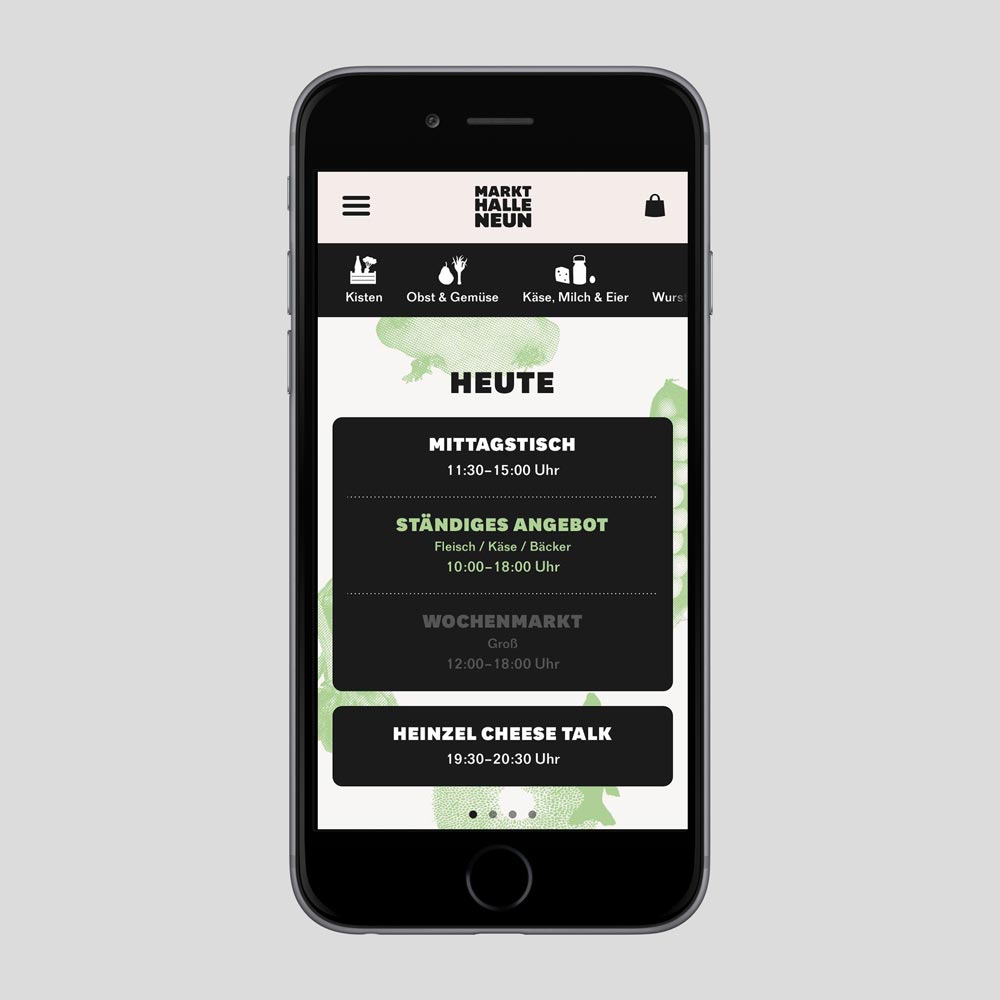 MARKT
HALLE
NEUN
Kisten
Obst & Gemüse
Käse, Milch & Eier
Wurst
HEUTE
MITTAGSTISCH
11:30–15:00 Uhr
STÄNDIGES ANGEBOT
Fleisch / Käse / Bäcker
10:00–18:00 Uhr
WOCHENMARKT
Groß
12:00–18:00 Uhr
HEINZEL CHEESE TALK
19:30–20:30 Uhr